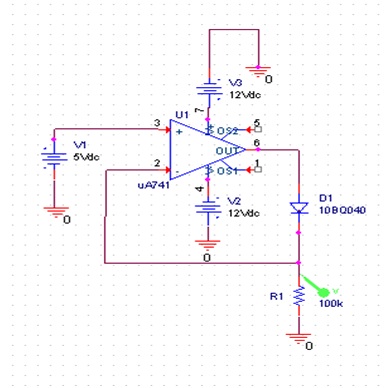 0
V3
12Vdc
U1
7
5
3
+
OS2
V1
5Vdc
OUT
6
2
-
OS1
1
uA741
4
V2
12Vdc
D1
10BQ040
0
0
V
R1
100k
0